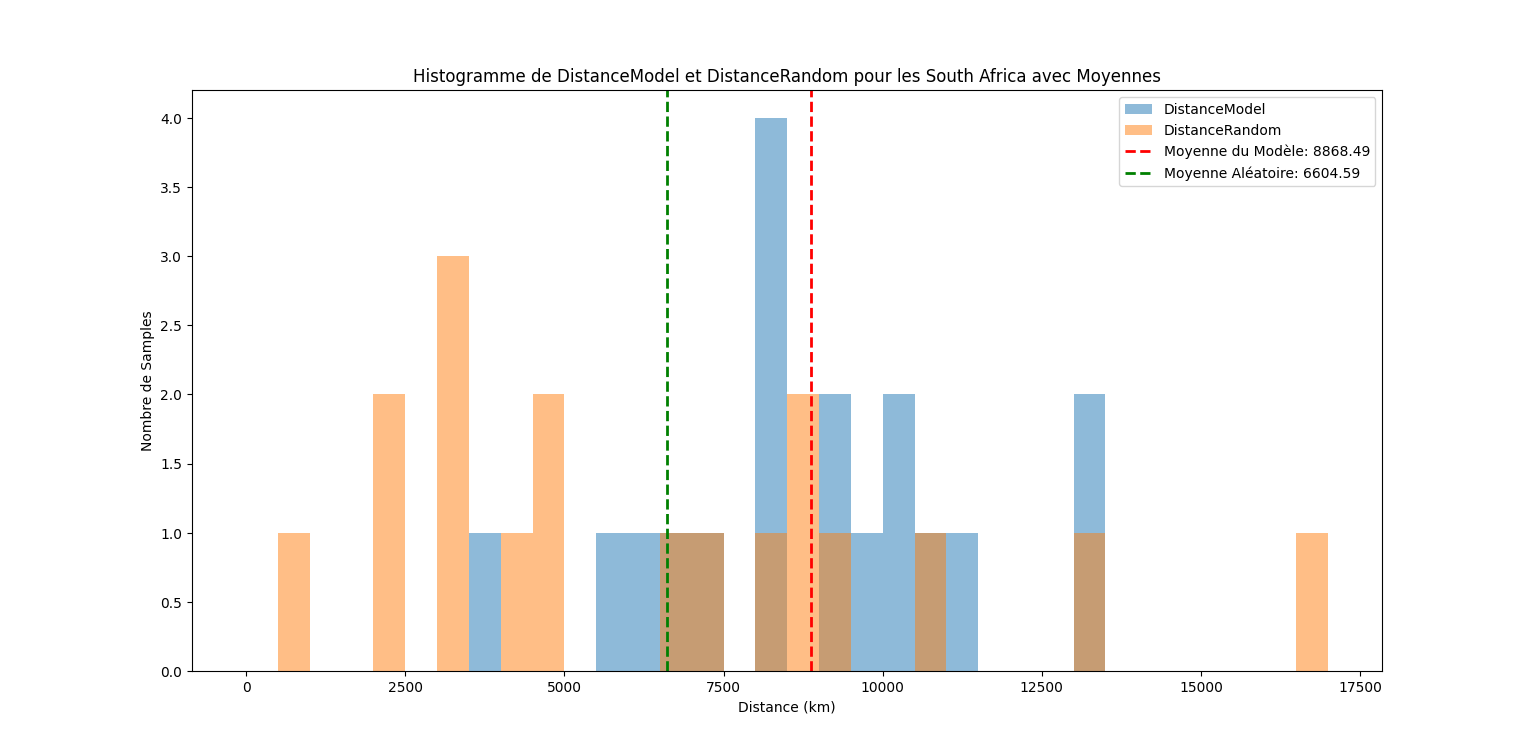 Histogramme de DistanceModel et DistanceRandom pour les South Africa avec Moyennes
DistanceModel
DistanceRandom
Moyenne du Modèle: 8868.49
Moyenne Aléatoire: 6604.59
Nombre de Samples
4.0
3.5
3.0
2.5
2.0
1.5
1.0
0.5
0.0
0 2500 5000 7500 10000 12500 15000 17500
Distance (km)